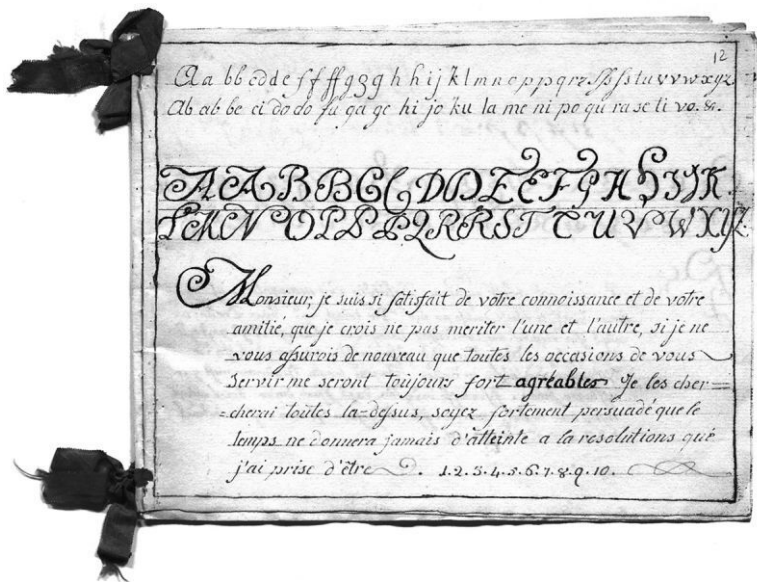 12
Aa bb cd de f ff ff g g g h h i j k l m n o p p q r z ſ ſs ſs t u v v w x y z.
Ab ab be ci do do fu ga ge hi jo ku la me ni po qu ra se ti vo. &.
A A B B C C D D E E F G H H I J K.
L M N O P P P Q R R S T T U V W X Y Z.
Monsieur, je suis si ſatisfait de votre connoissance et de votre
amitié, que je crois ne pas meriter l'une et l'autre, si je ne
vous aſsurois de nouveau que toutes les occasions de vous
Servir me seront toujours fort agréables Je les cher=
=cherai toutes la=deſsus, soyez fortement persuadé que le
temps ne donnera jamais d'atteinte a la resolutions que
j'ai prise d'être. 1.2.3.4.5.6.7.8.9.10.